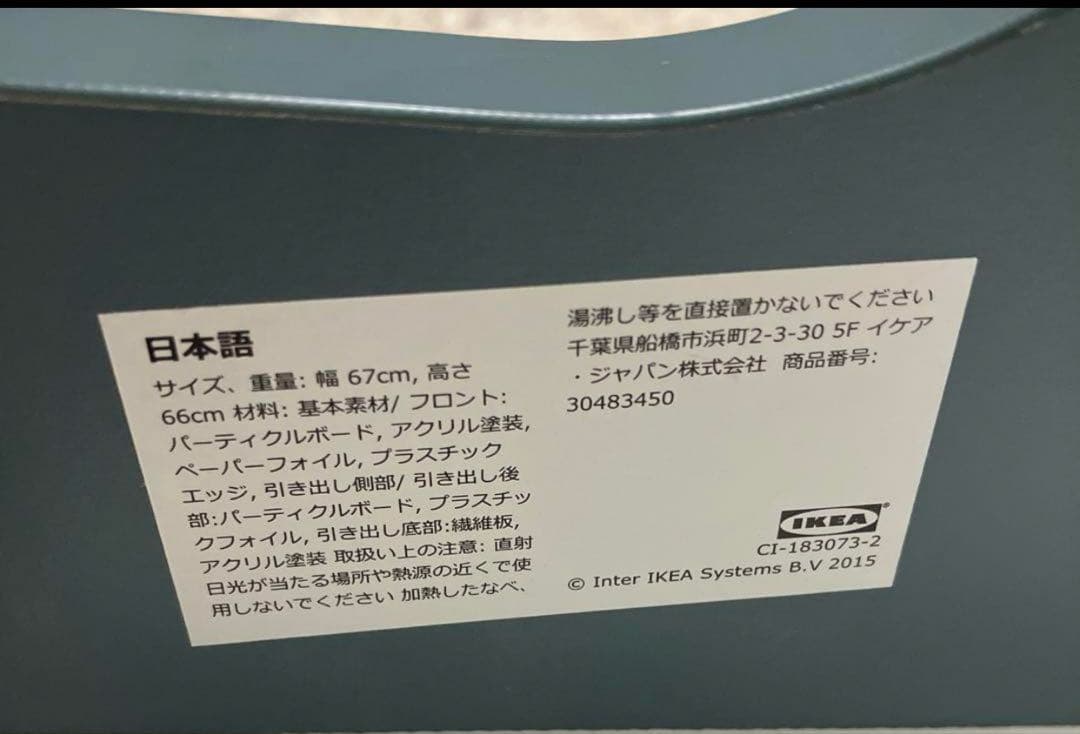 日本語
サイズ、重量: 幅 67cm, 高さ
66cm 材料: 基本素材/ フロント:
パーティクルボード, アクリル塗装,
ペーパーフォイル, プラスチック
エッジ, 引き出し側部/ 引き出し後
部:パーティクルボード, プラスチッ
クフォイル, 引き出し底部:繊維板,
アクリル塗装 取扱い上の注意: 直射
日光が当たる場所や熱源の近くで使
用しないでください 加熱したなべ、
湯沸し等を直接置かないでください
千葉県船橋市浜町2-3-30 5F イケア
・ジャパン株式会社 商品番号:
30483450
IKEA
CI-183073-2
© Inter IKEA Systems B.V 2015